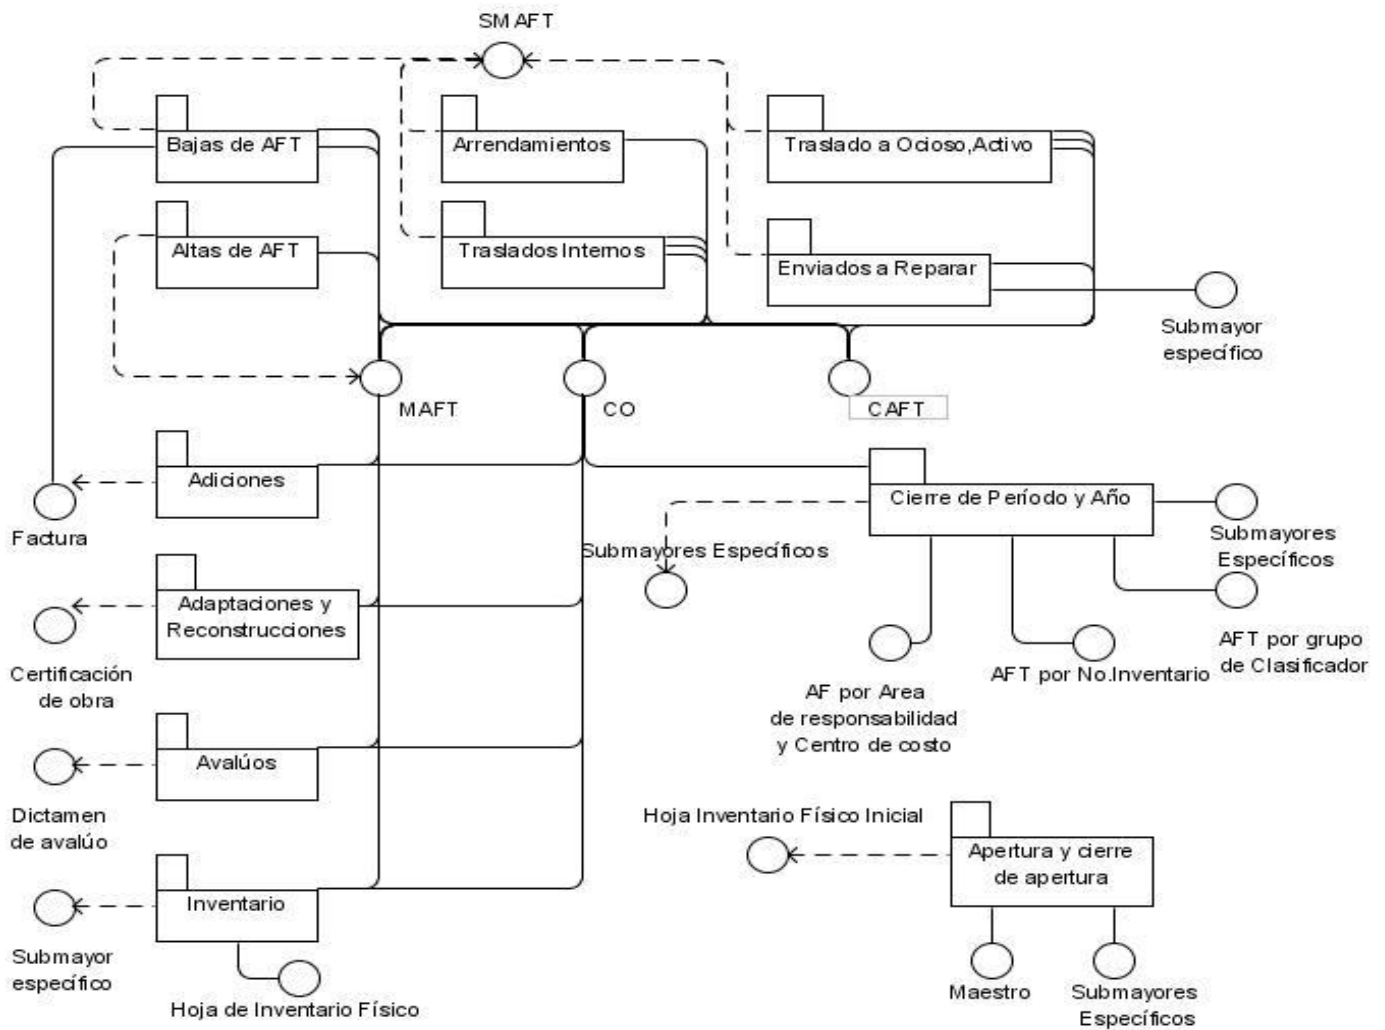 SMAFT
Bajas de AFT
Arrendamientos
Traslado a Ocioso,Activo
Altas de AFT
Traslados Internos
Enviados a Reparar
Submayor
específico
MAFT
CO
CAFT
Adiciones
Factura
Cierre de Período y Año
Submayores Específicos
Submayores
Específicos
Adaptaciones y
Reconstrucciones
Certificación
de obra
AF por Area
de responsabilidad
y Centro de costo
AFT por No.Inventario
AFT por grupo
de Clasificador
Avalúos
Dictamen
de avalúo
Hoja Inventario Físico Inicial
Apertura y cierre
de apertura
Inventario
Submayor
específico
Hoja de Inventario Físico
Maestro
Submayores
Específicos